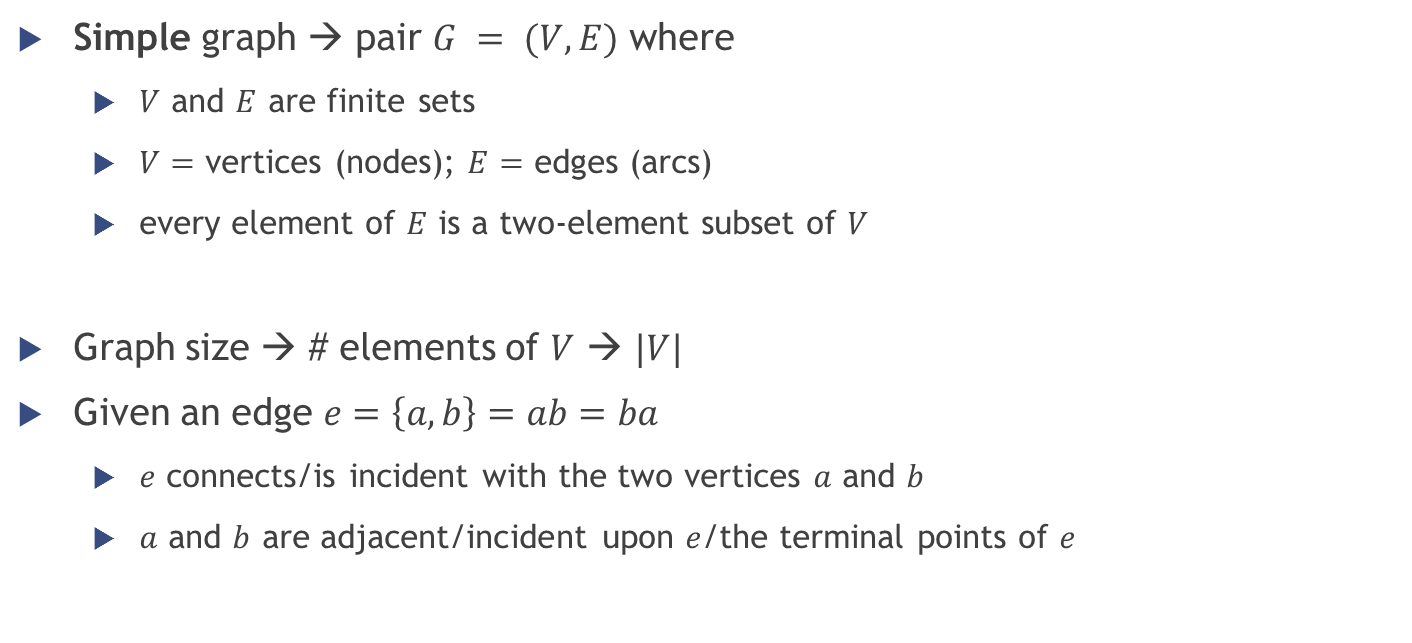 Simple graph → pair G = (V, E) where
V and E are finite sets
V = vertices (nodes); E = edges (arcs)
every element of E is a two-element subset of V
Graph size → # elements of V → |V|
Given an edge e = {a, b} = ab = ba
e connects/is incident with the two vertices a and b
a and b are adjacent/incident upon e/the terminal points of e